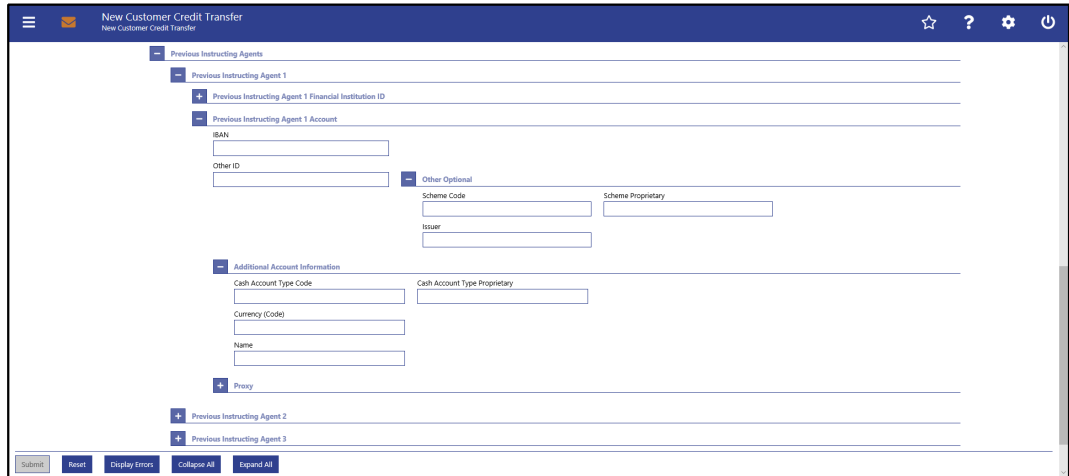 New Customer Credit Transfer
New Customer Credit Transfer
?
Previous Instructing Agents
Previous Instructing Agent 1
Previous Instructing Agent 1 Financial Institution ID
Previous Instructing Agent 1 Account
IBAN
Other ID
Other Optional
Scheme Code Scheme Proprietary
Issuer
Additional Account Information
Cash Account Type Code Cash Account Type Proprietary
Currency (Code)
Name
Proxy
Previous Instructing Agent 2
Previous Instructing Agent 3
Submit Reset Display Errors Collapse All Expand All